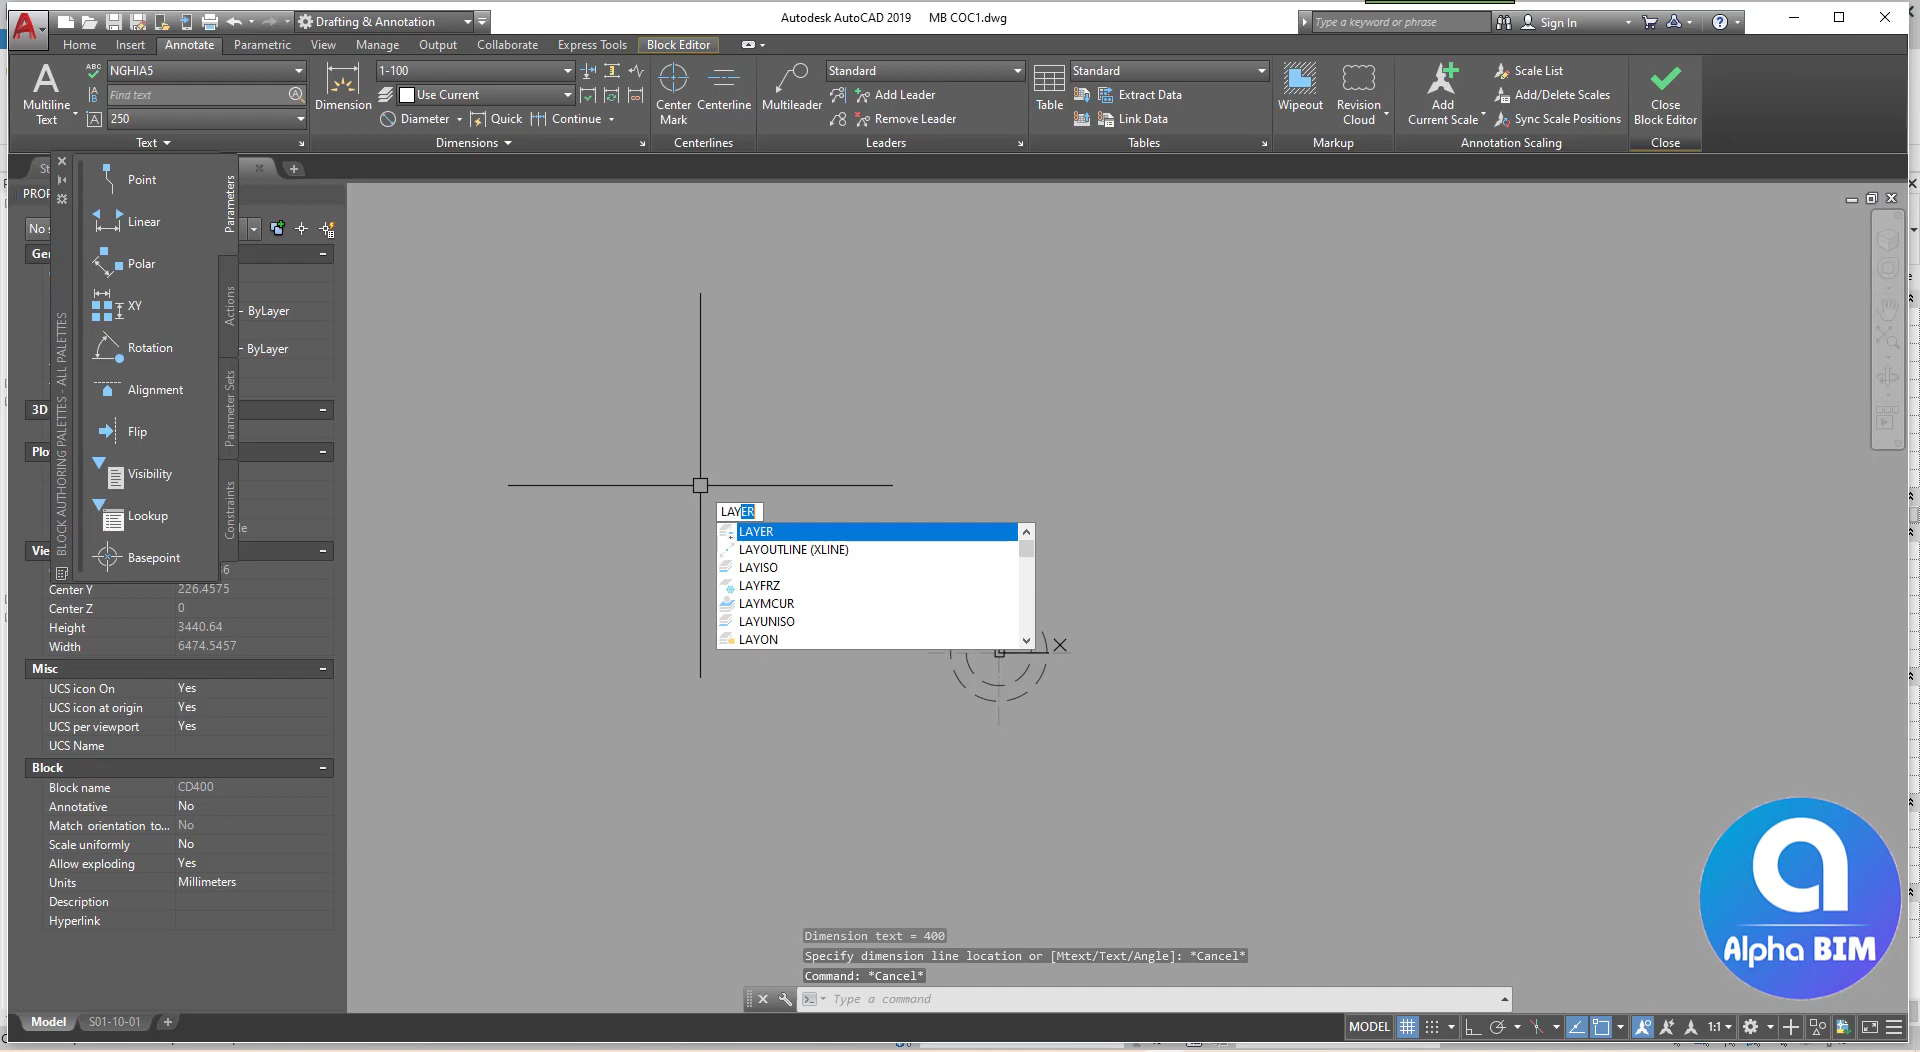 Autodesk AutoCAD 2019 MB COC1.dwg
Drafting & Annotation
Type a keyword or phrase
Sign In
Home Insert Annotate Parametric View Manage Output Collaborate Express Tools Block Editor
Multiline Text
NGHIA5
Find text
250
Text
Dimension
1-100
Use Current
Diameter Quick Continue
Dimensions
Center Mark
Centerline
Centerlines
Multileader
Standard
Add Leader
Remove Leader
Leaders
Table
Standard
Extract Data
Link Data
Tables
Wipeout
Revision Cloud
Markup
Add Current Scale
Scale List
Add/Delete Scales
Sync Scale Positions
Annotation Scaling
Close Block Editor
Close
BLOCK AUTHORING PALETTES - ALL PALETTES
Point
Linear
Polar
XY
Rotation
Alignment
Flip
Visibility
Lookup
Basepoint
Parameters
Actions
Parameter Sets
Constraints
PROP
No s
Gen
ByLayer
ByLayer
3D
Plo
Vie
Center Y 226.4575
Center Z 0
Height 3440.64
Width 6474.5457
Misc
UCS icon On Yes
UCS icon at origin Yes
UCS per viewport Yes
UCS Name
Block
Block name CD400
Annotative No
Match orientation to... No
Scale uniformly No
Allow exploding Yes
Units Millimeters
Description
Hyperlink
LAYER
LAYER
LAYOUTLINE (XLINE)
LAYISO
LAYFRZ
LAYMCUR
LAYUNISO
LAYON
X
Dimension text = 400
Specify dimension line location or [Mtext/Text/Angle]: *Cancel*
Command: *Cancel*
Type a command
Alpha BIM
Model S01-10-01
MODEL
1:1